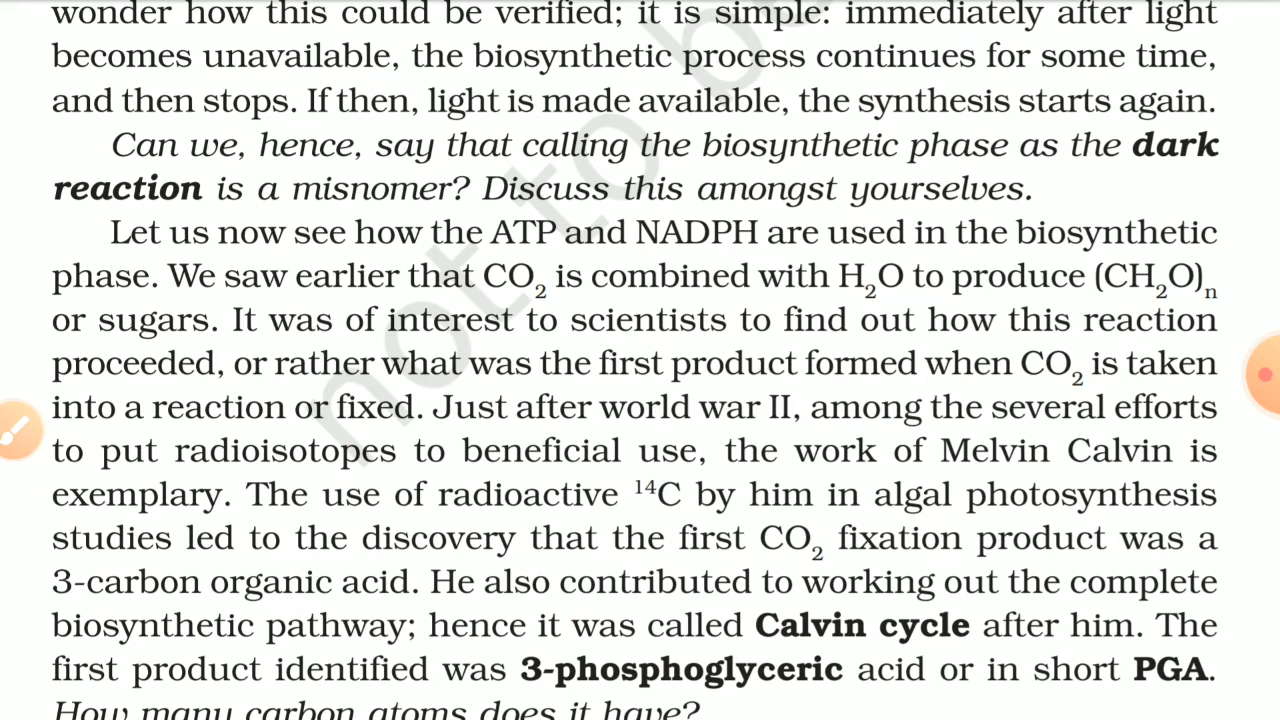 wonder how this could be verified; it is simple: immediately after light
becomes unavailable, the biosynthetic process continues for some time,
and then stops. If then, light is made available, the synthesis starts again.
Can we, hence, say that calling the biosynthetic phase as the dark
reaction is a misnomer? Discuss this amongst yourselves.
Let us now see how the ATP and NADPH are used in the biosynthetic
phase. We saw earlier that CO₂ is combined with H₂O to produce (CH₂O)ₙ
or sugars. It was of interest to scientists to find out how this reaction
proceeded, or rather what was the first product formed when CO₂ is taken
into a reaction or fixed. Just after world war II, among the several efforts
to put radioisotopes to beneficial use, the work of Melvin Calvin is
exemplary. The use of radioactive ¹⁴C by him in algal photosynthesis
studies led to the discovery that the first CO₂ fixation product was a
3-carbon organic acid. He also contributed to working out the complete
biosynthetic pathway; hence it was called Calvin cycle after him. The
first product identified was 3-phosphoglyceric acid or in short PGA.
How many carbon atoms does it have?
not to b